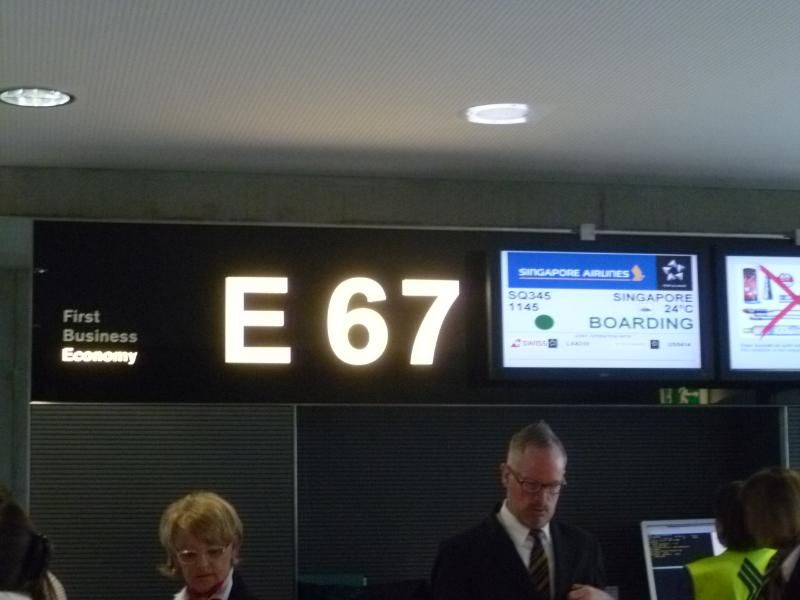 First
Business
Economy
E 67
SINGAPORE AIRLINES
SQ345 SINGAPORE
1145 24°C
BOARDING
SWISS